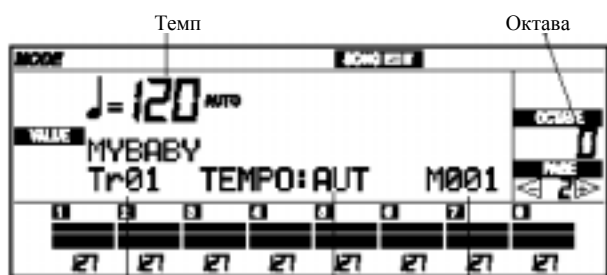 Темп Октава
MODE SONG EDIT
♩=120 AUTO
OCTAVE
VALUE MYBABY 0
PAGE
Tr01 TEMPO:AUT M001 2
1 2 3 4 5 6 7 8
127 127 127 127 127 127 127 127